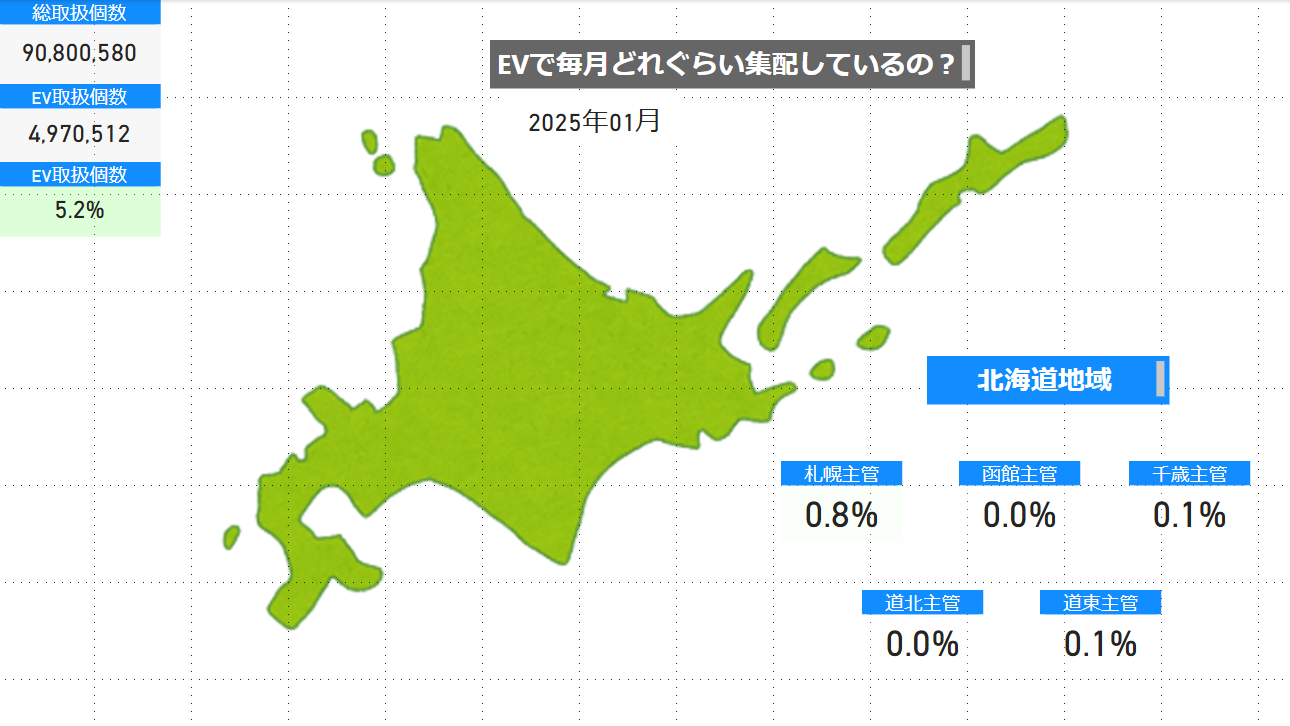 総取扱個数
90,800,580
EV取扱個数
4,970,512
EV取扱個数
5.2%
EVで毎月どれぐらい集配しているの？
2025年01月
北海道地域
札幌主管
0.8%
函館主管
0.0%
千歳主管
0.1%
道北主管
0.0%
道東主管
0.1%